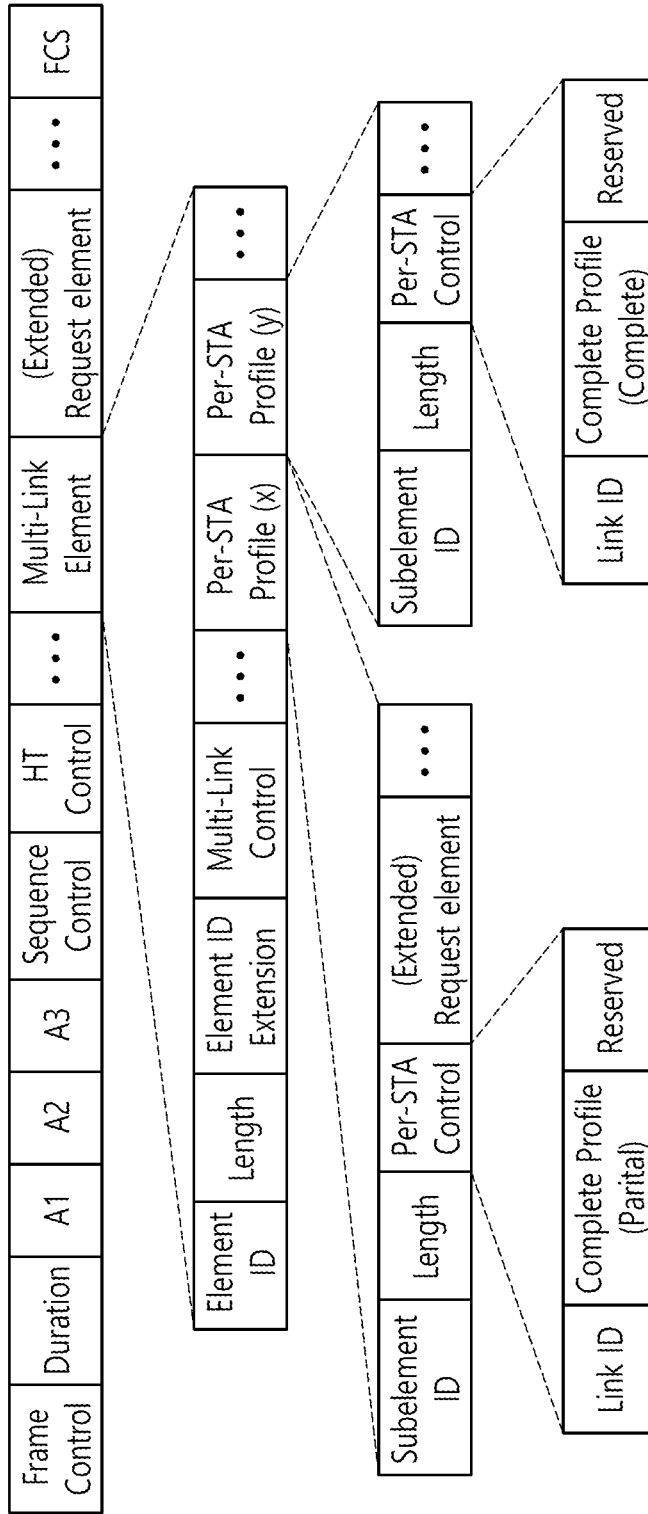 Frame
Control
Duration
A1
A2
A3
Sequence
Control
HT
Control
•••
Multi-Link
Element
(Extended)
Request element
•••
FCS
Element
ID
Length
Element ID
Extension
Multi-Link
Control
•••
Per-STA
Profile (x)
Per-STA
Profile (y)
•••
Subelement
ID
Length
Per-STA
Control
(Extended)
Request element
•••
Subelement
ID
Length
Per-STA
Control
•••
Link ID
Complete Profile
(Parital)
Reserved
Link ID
Complete Profile
(Complete)
Reserved